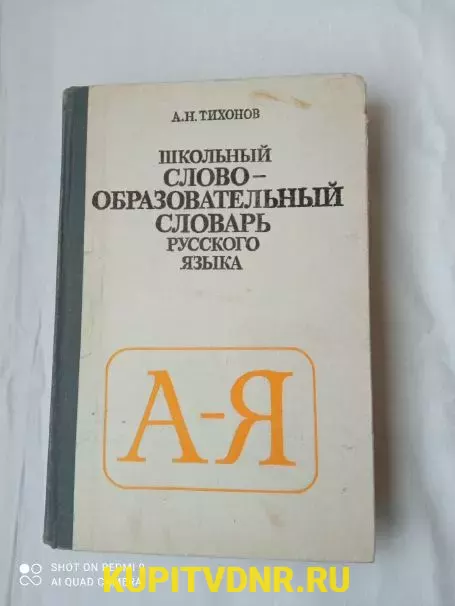 А.Н.ТИХОНОВ
ШКОЛЬНЫЙ
СЛОВО-
ОБРАЗОВАТЕЛЬНЫЙ
СЛОВАРЬ
РУССКОГО
ЯЗЫКА
А-Я
SHOT ON REDMI 9
AI QUAD CAMERA
KUPITVDNR.RU